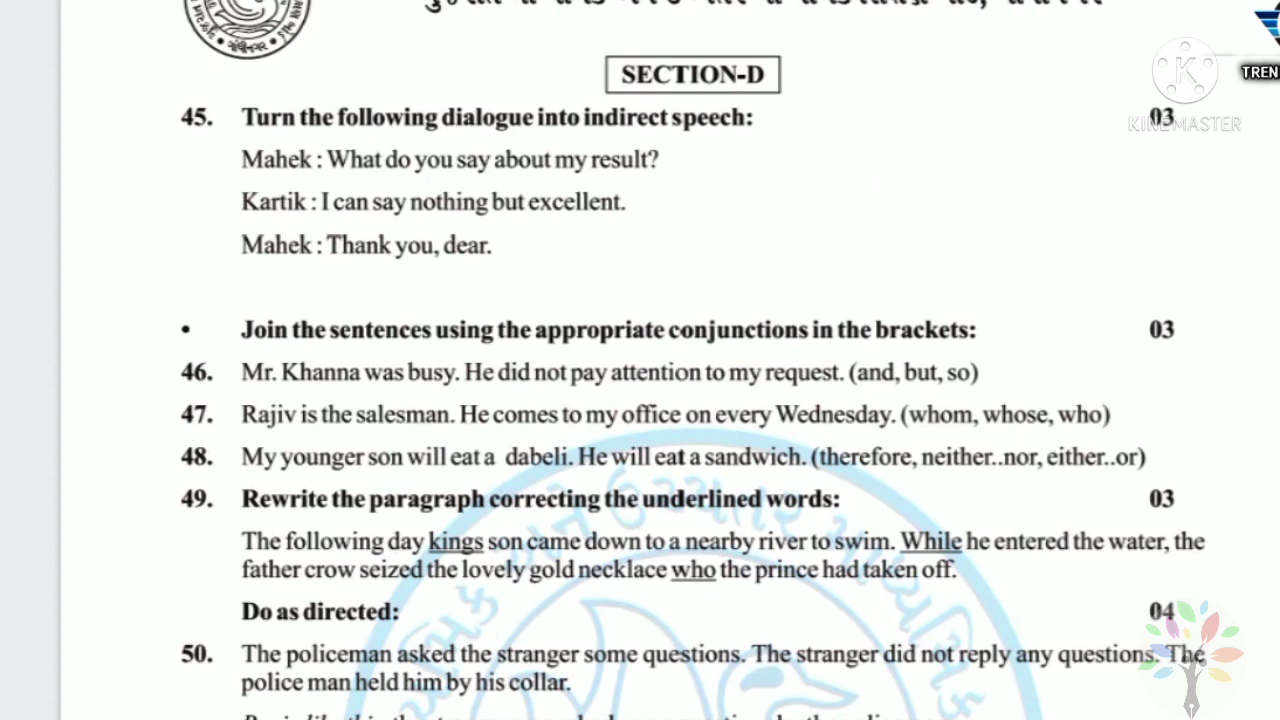 ગાંધીનગર
SECTION-D
KINEMASTER
TREN
45. Turn the following dialogue into indirect speech: 03
Mahek : What do you say about my result?
Kartik : I can say nothing but excellent.
Mahek : Thank you, dear.
• Join the sentences using the appropriate conjunctions in the brackets: 03
46. Mr. Khanna was busy. He did not pay attention to my request. (and, but, so)
47. Rajiv is the salesman. He comes to my office on every Wednesday. (whom, whose, who)
48. My younger son will eat a dabeli. He will eat a sandwich. (therefore, neither..nor, either..or)
49. Rewrite the paragraph correcting the underlined words: 03
The following day kings son came down to a nearby river to swim. While he entered the water, the
father crow seized the lovely gold necklace who the prince had taken off.
Do as directed: 04
50. The policeman asked the stranger some questions. The stranger did not reply any questions. The
police man held him by his collar.
અને ઉચ્ચતર માધ્યમિક